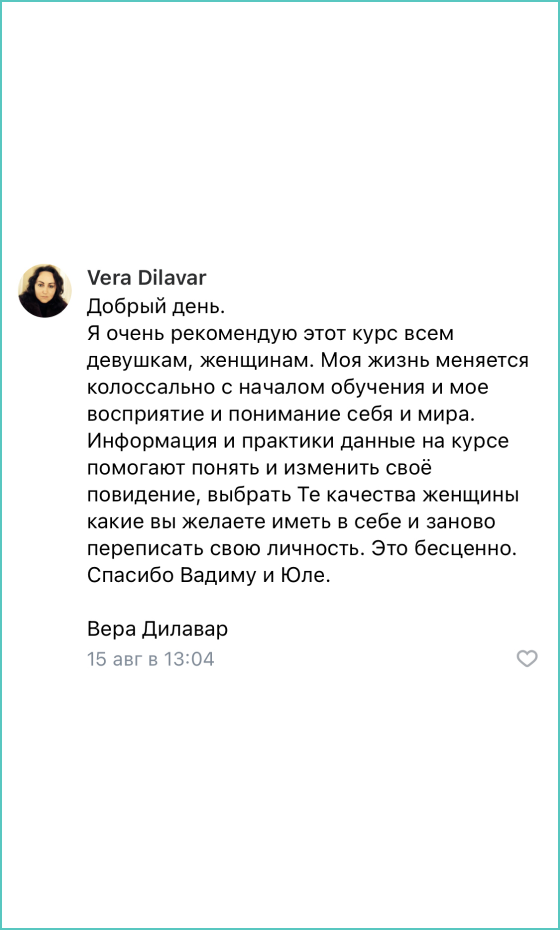 Vera Dilavar
Добрый день.
Я очень рекомендую этот курс всем
девушкам, женщинам. Моя жизнь меняется
колоссально с началом обучения и мое
восприятие и понимание себя и мира.
Информация и практики данные на курсе
помогают понять и изменить своё
повидение, выбрать Те качества женщины
какие вы желаете иметь в себе и заново
переписать свою личность. Это бесценно.
Спасибо Вадиму и Юле.
Вера Дилавар
15 авг в 13:04